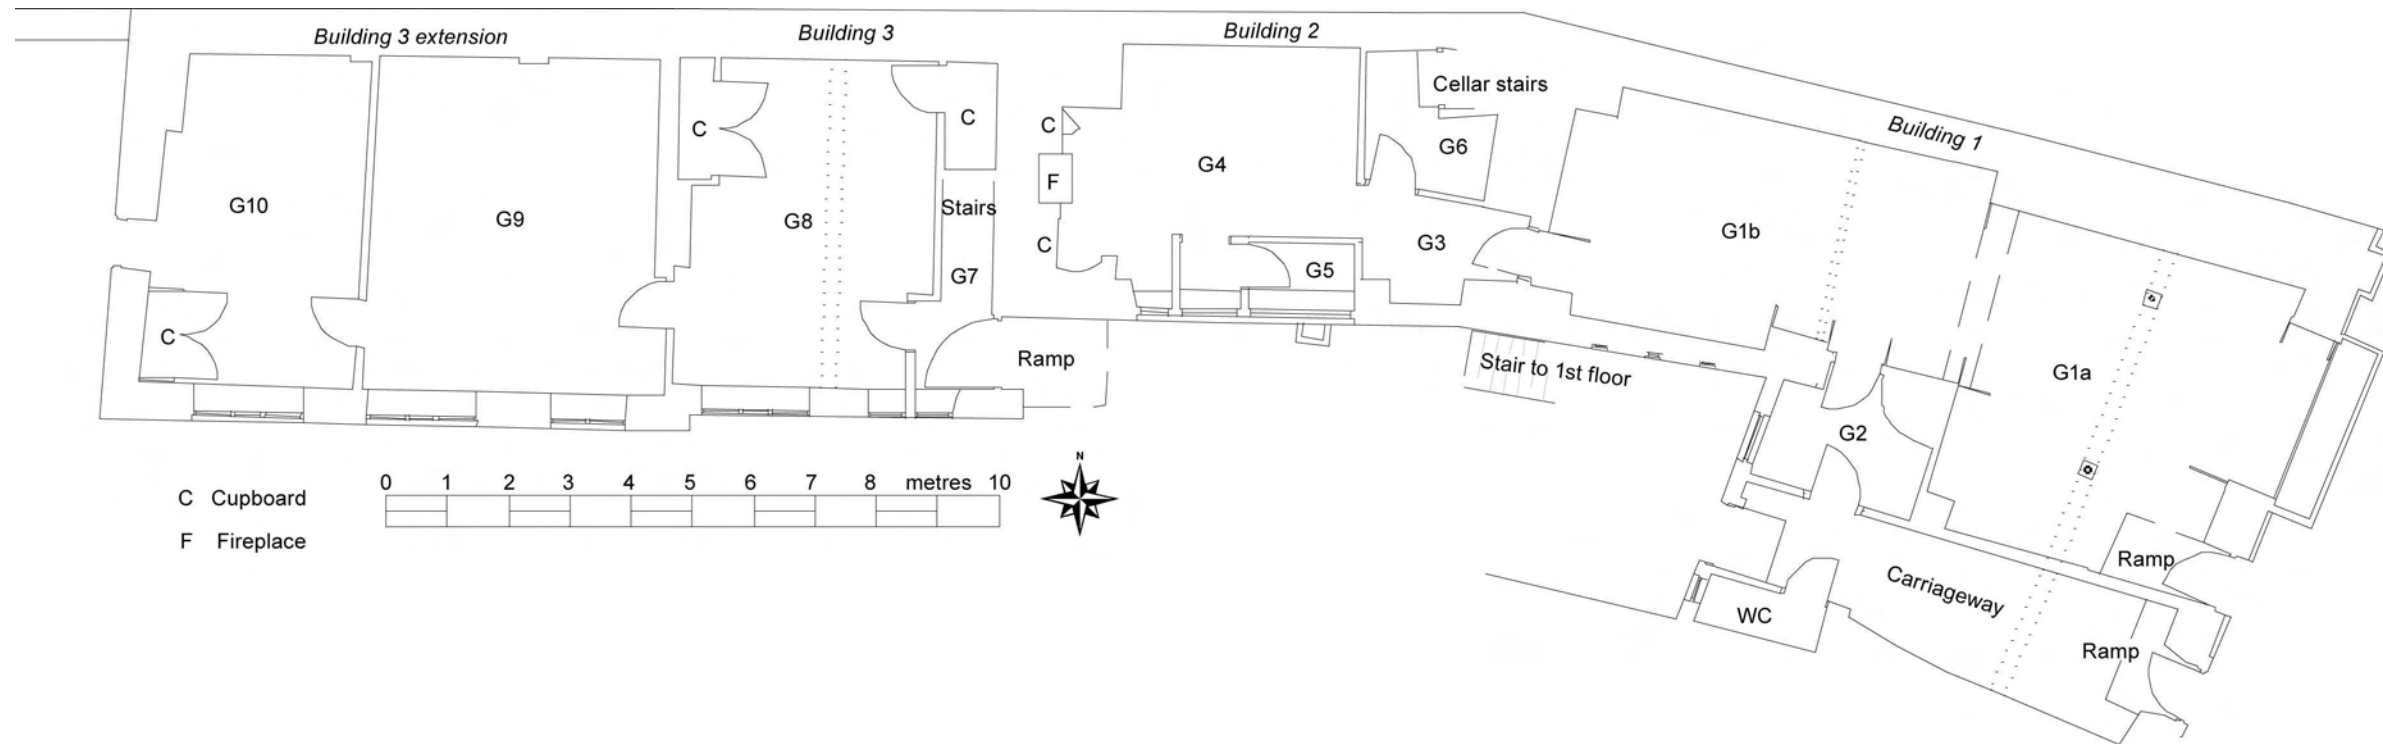 Building 3 extension
Building 3
Building 2
Building 1
Cellar stairs
C
C
C
G6
G4
F
G10
G9
G8
Stairs
C
G3
G1b
G7
G5
C
Ramp
Stair to 1st floor
G1a
G2
N
0 1 2 3 4 5 6 7 8 metres 10
C Cupboard
F Fireplace
Ramp
Carriageway
WC
Ramp